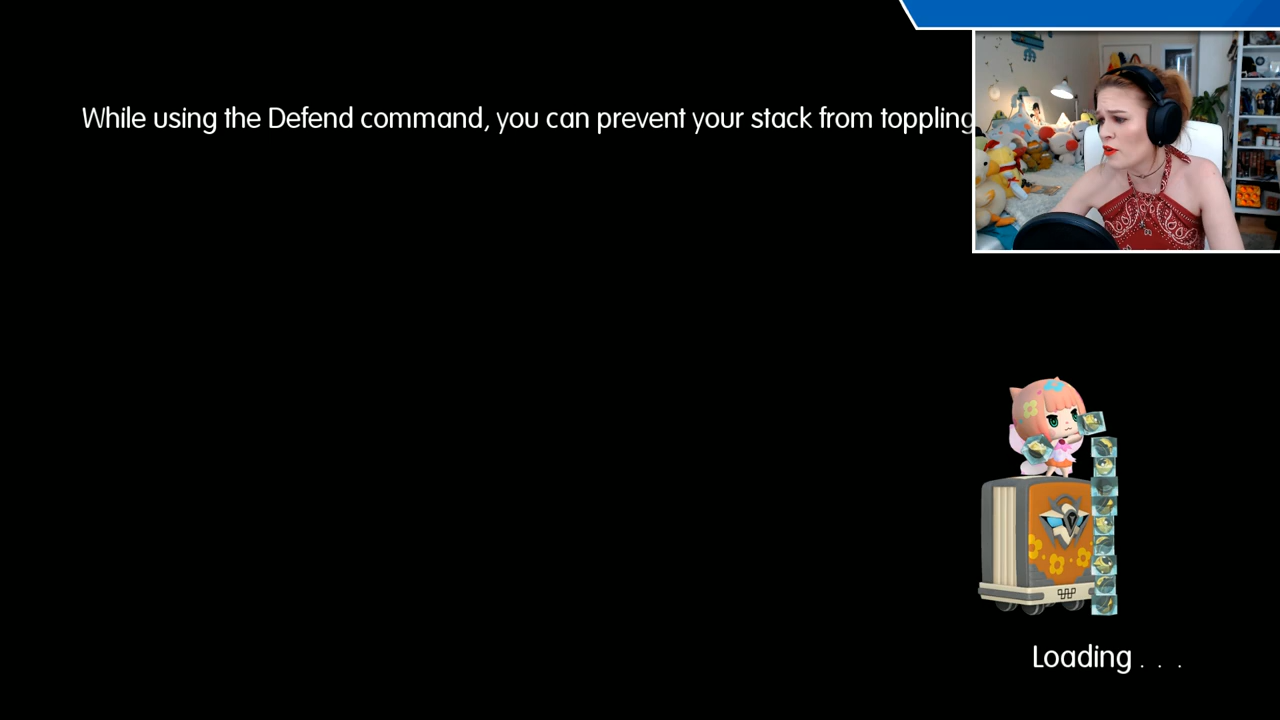 While using the Defend command, you can prevent your stack from toppling
Loading . . .